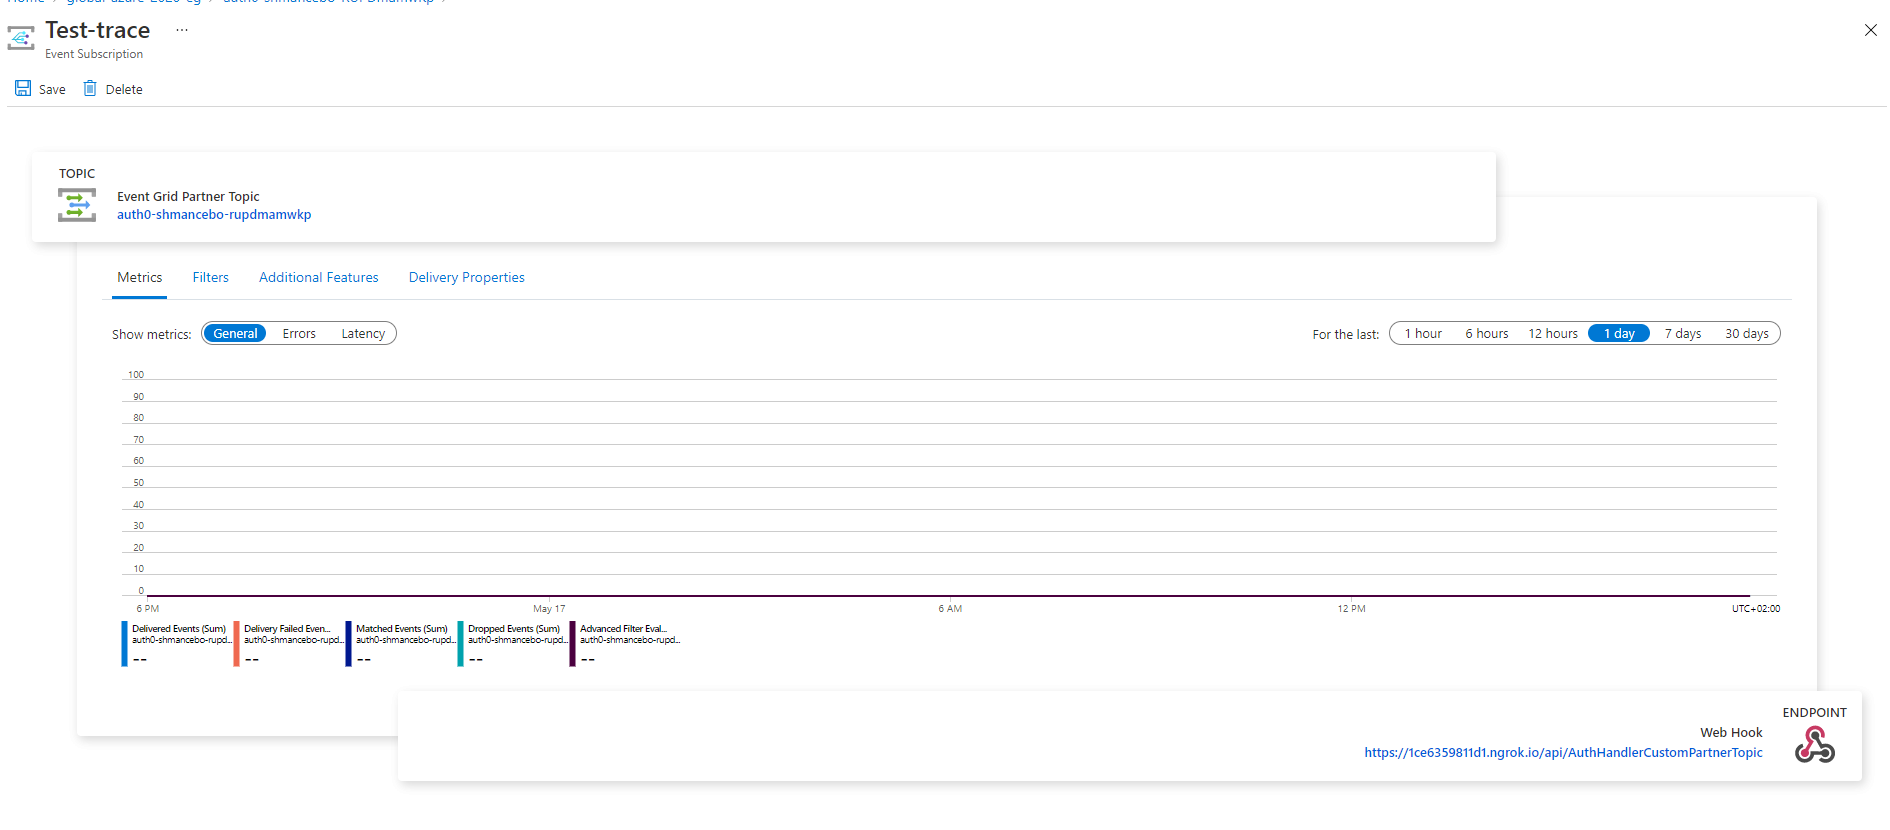 Home > global-azure-2020-eg > auth0-shmancebo-RUPDmamwkp >
Test-trace ...
Event Subscription
Save Delete
TOPIC
Event Grid Partner Topic
auth0-shmancebo-rupdmamwkp
Metrics Filters Additional Features Delivery Properties
Show metrics: General Errors Latency
For the last: 1 hour 6 hours 12 hours 1 day 7 days 30 days
100
90
80
70
60
50
40
30
20
10
0
6 PM May 17 6 AM 12 PM UTC+02:00
Delivered Events (Sum) Delivery Failed Even... Matched Events (Sum) Dropped Events (Sum) Advanced Filter Eval...
auth0-shmancebo-rupd... auth0-shmancebo-rupd... auth0-shmancebo-rupd... auth0-shmancebo-rupd... auth0-shmancebo-rupd...
-- -- -- -- --
ENDPOINT
Web Hook
https://1ce6359811d1.ngrok.io/api/AuthHandlerCustomPartnerTopic